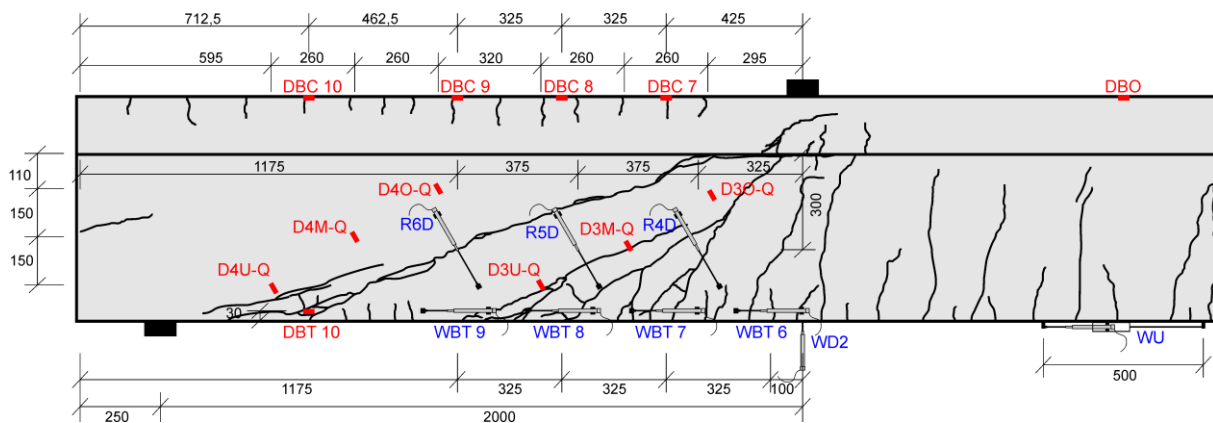 712,5 462,5 325 325 425
595 260 260 320 260 260 295
DBC 10 DBC 9 DBC 8 DBC 7 DBO
110
1175 375 375 325
150
D4O-Q D3O-Q
R6D R5D R4D
300
D4M-Q D3M-Q
150
D4U-Q D3U-Q
30
DBT 10 WBT 9 WBT 8 WBT 7 WBT 6 WD2 WU
1175 325 325 325 100 500
250 2000